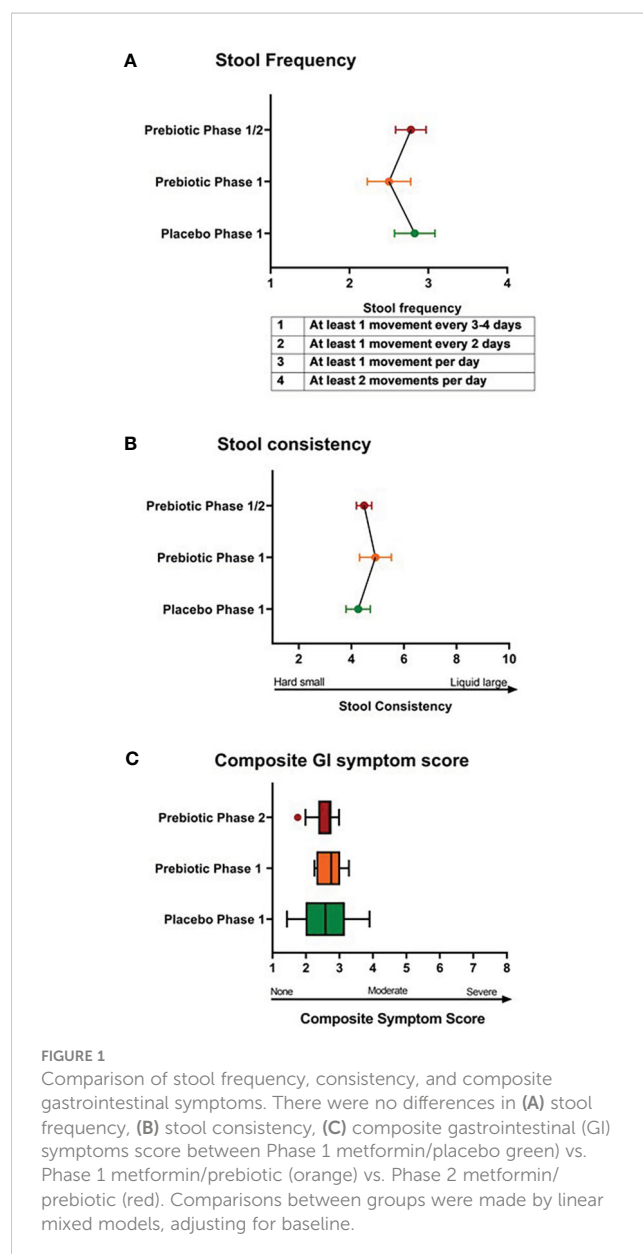 A
Stool Frequency
Prebiotic Phase 1/2
Prebiotic Phase 1
Placebo Phase 1
1 2 3 4
Stool frequency
1 At least 1 movement every 3-4 days
2 At least 1 movement every 2 days
3 At least 1 movement per day
4 At least 2 movements per day
B
Stool consistency
Prebiotic Phase 1/2
Prebiotic Phase 1
Placebo Phase 1
2 4 6 8 10
Hard small Liquid large
Stool Consistency
C
Composite GI symptom score
Prebiotic Phase 2
Prebiotic Phase 1
Placebo Phase 1
1 2 3 4 5 6 7 8
None Moderate Severe
Composite Symptom Score
FIGURE 1
Comparison of stool frequency, consistency, and composite
gastrointestinal symptoms. There were no differences in (A) stool
frequency, (B) stool consistency, (C) composite gastrointestinal (GI)
symptoms score between Phase 1 metformin/placebo green) vs.
Phase 1 metformin/prebiotic (orange) vs. Phase 2 metformin/
prebiotic (red). Comparisons between groups were made by linear
mixed models, adjusting for baseline.